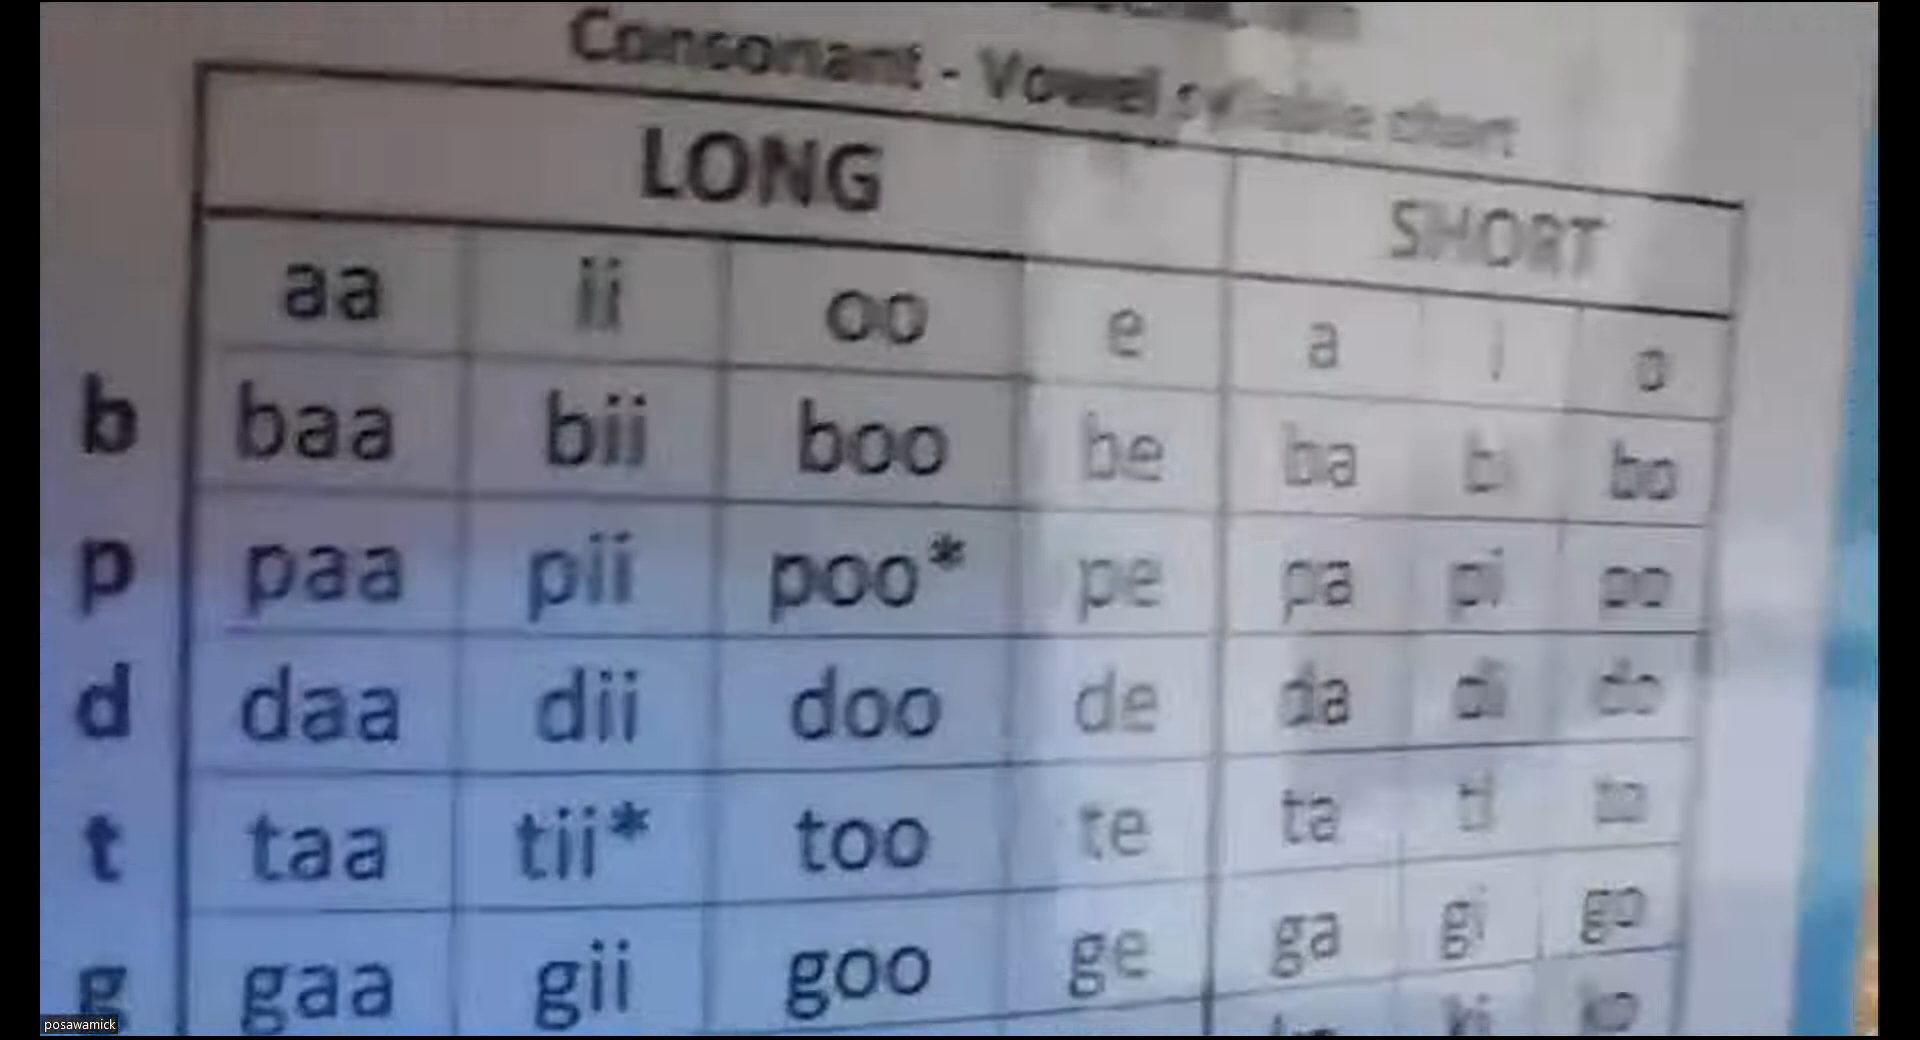 Consonant - Vowel syllable chart
LONG SHORT
aa ii oo e a i o
b baa bii boo be ba bi bo
p paa pii poo* pe pa pi po
d daa dii doo de da di do
t taa tii* too te ta ti to
g gaa gii goo ge ga gi go
ki ko
posawamick